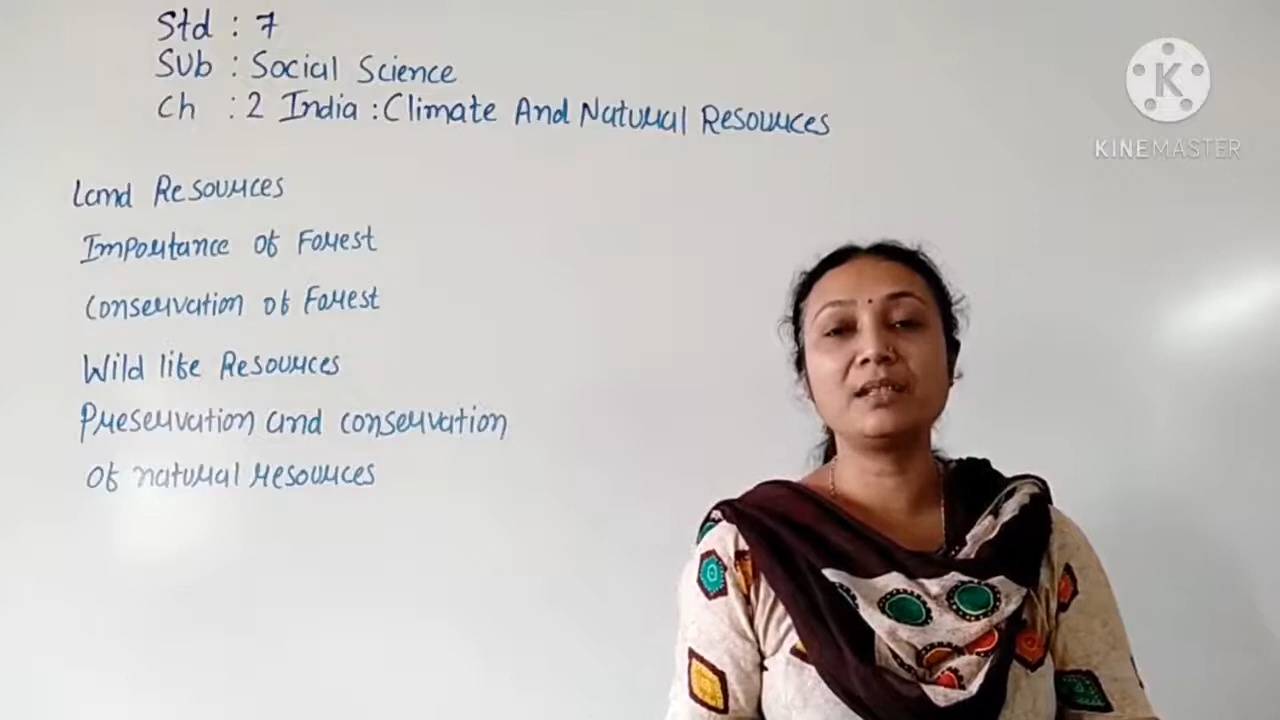 Std : 7
Sub : Social Science
Ch : 2 India : Climate And Natural Resources
Land Resources
Importance of Forest
Conservation of Forest
Wild life Resources
Preservation and conservation
of natural resources
K
KINEMASTER